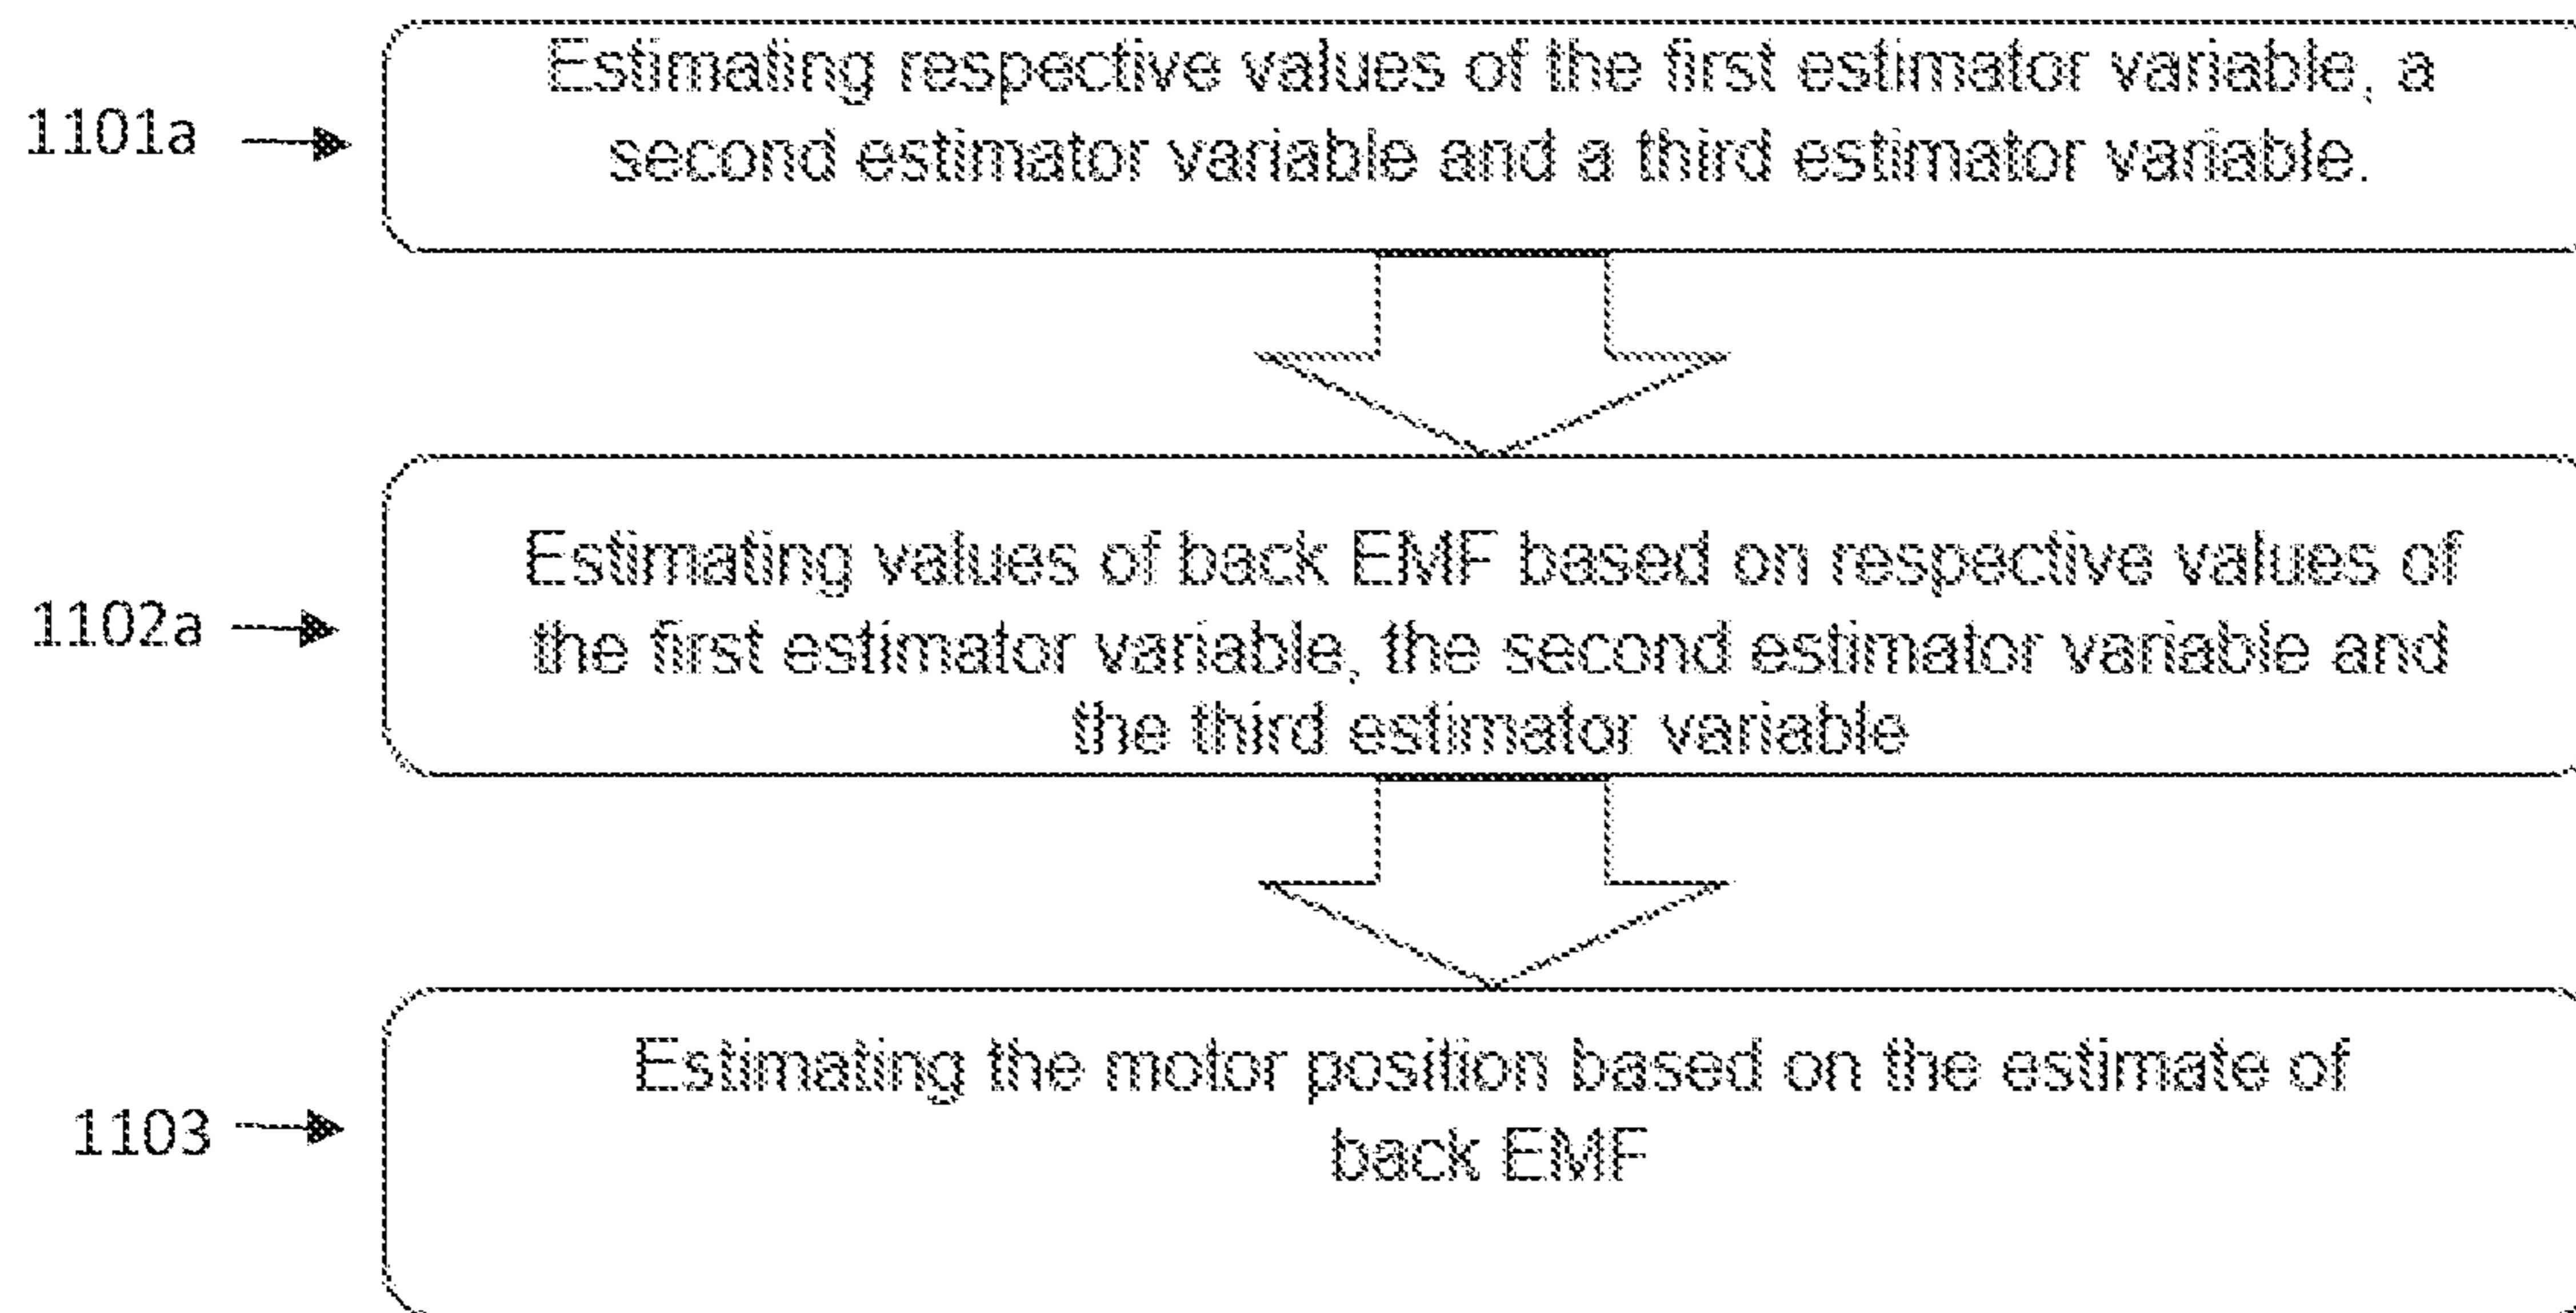 Estimating respective values of the first estimator variable, a
1101a
second estimator variable and a third estimator variable.
Estimating values of back EMF based on respective values of
1102a
the first estimator variable, the second estimator variable and
the third estimator variable
Estimating the motor position based on the estimate of
1103
back EMF